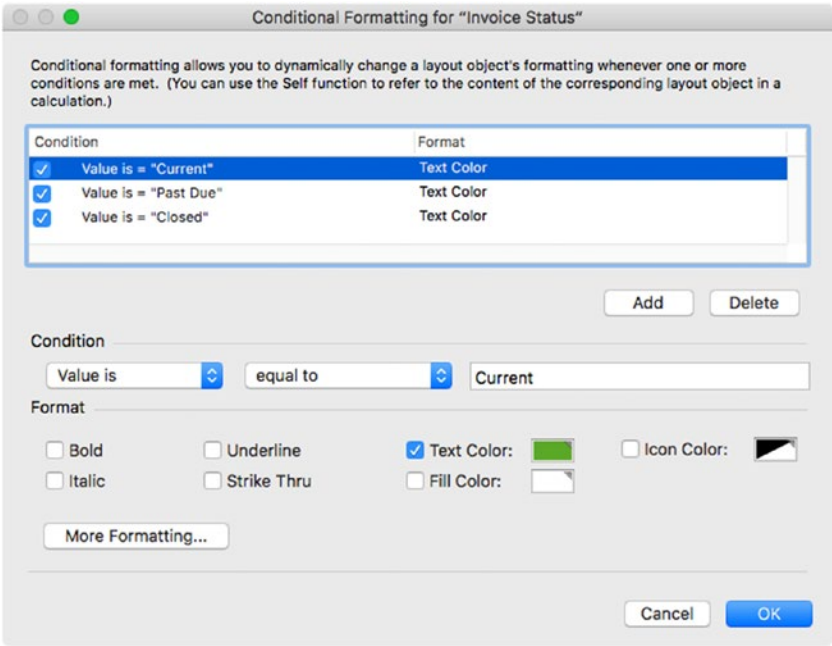 Conditional Formatting for "Invoice Status"
Conditional formatting allows you to dynamically change a layout object's formatting whenever one or more
conditions are met. (You can use the Self function to refer to the content of the corresponding layout object in a
calculation.)
Condition Format
Value is = "Current" Text Color
Value is = "Past Due" Text Color
Value is = "Closed" Text Color
Add Delete
Condition
Value is equal to Current
Format
Bold Underline Text Color: Icon Color:
Italic Strike Thru Fill Color:
More Formatting...
Cancel OK